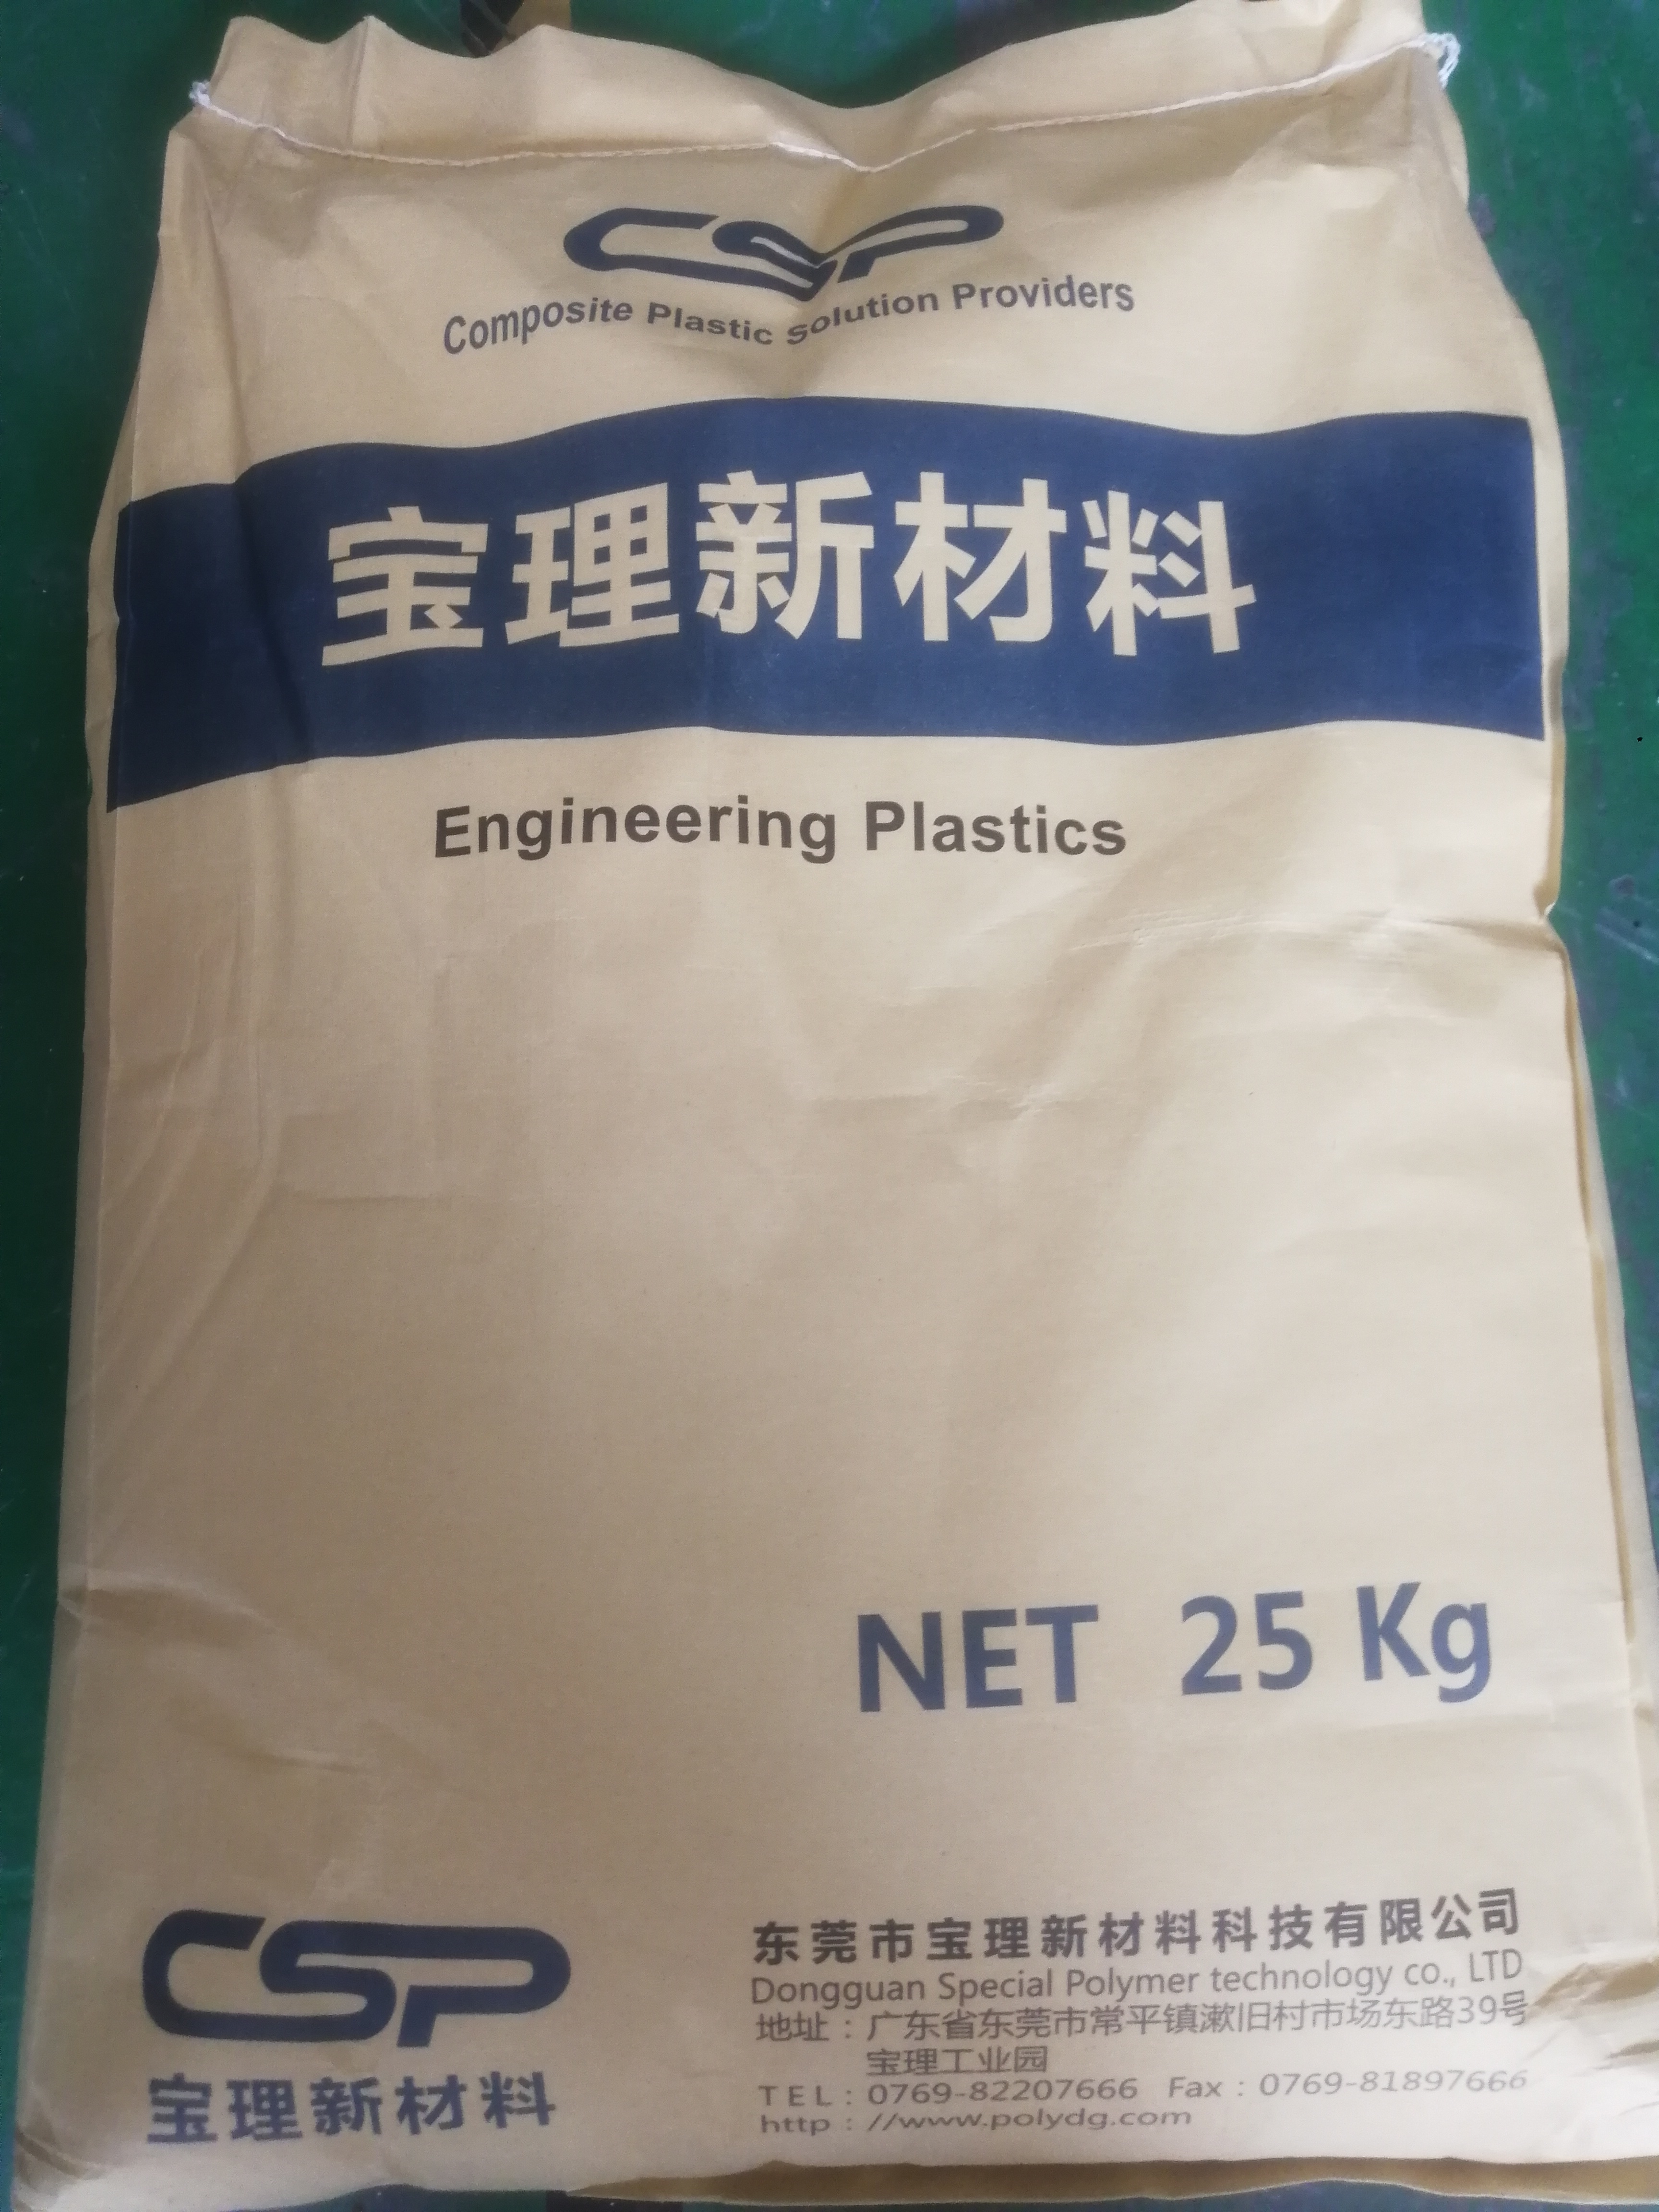 CSP
Composite Plastic Solution Providers
宝理新材料
Engineering Plastics
NET 25 Kg
CSP
宝理新材料
东莞市宝理新材料科技有限公司
Dongguan Special Polymer technology co., LTD
地址：广东省东莞市常平镇漱旧村市场东路39号
宝理工业园
TEL：0769-82207666 Fax：0769-81897666
http：//www.polydg.com